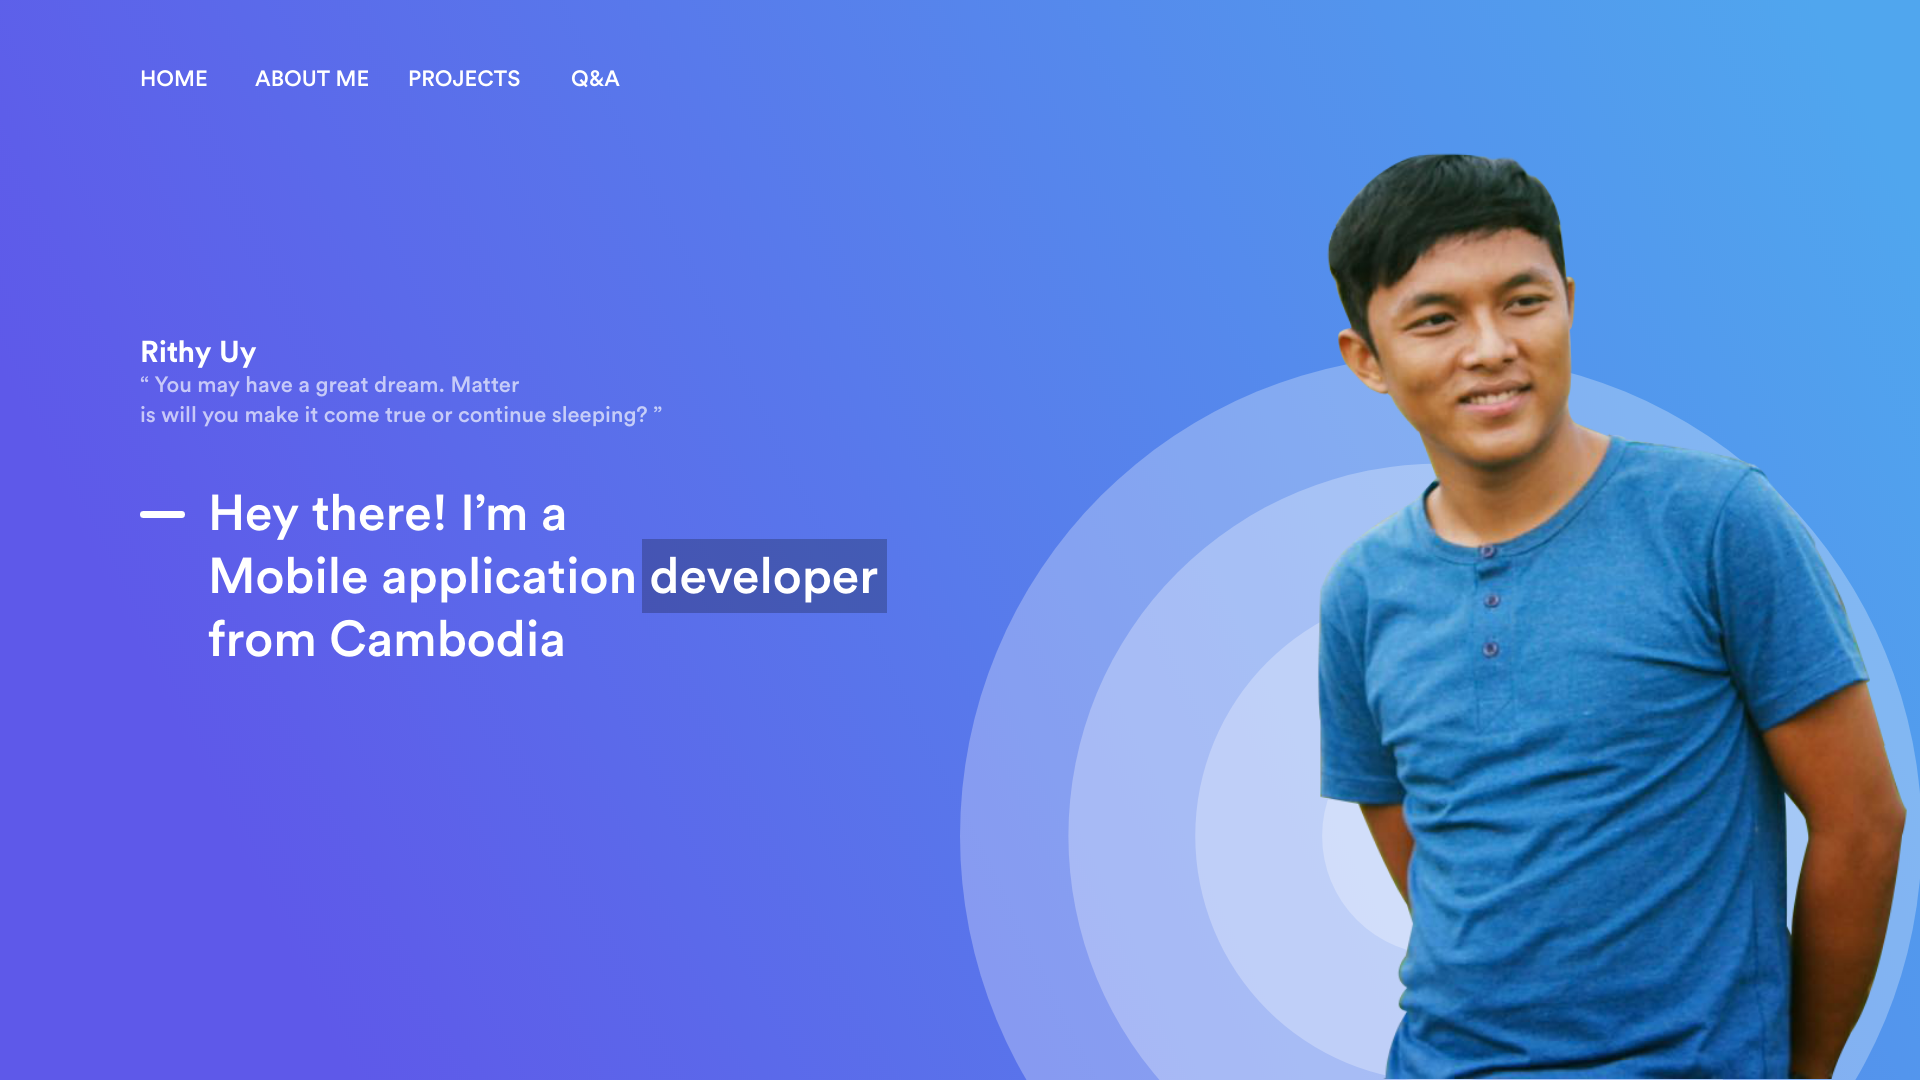 HOME ABOUT ME PROJECTS Q&A
Rithy Uy
“ You may have a great dream. Matter
is will you make it come true or continue sleeping? ”
Hey there! I’m a
Mobile application developer
from Cambodia